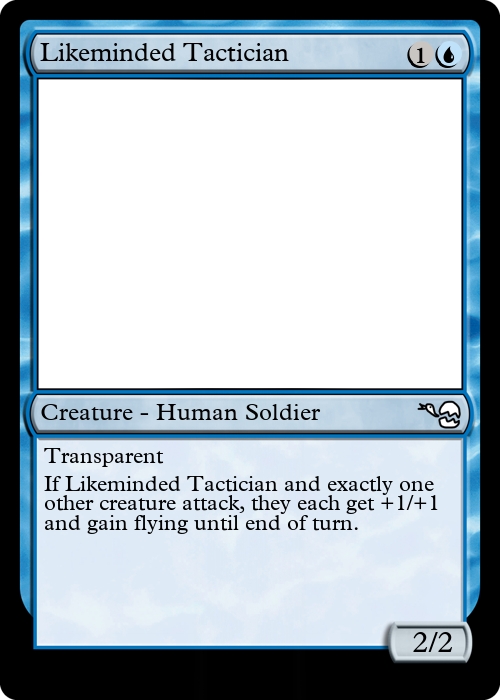 Likeminded Tactician
1
Creature - Human Soldier
Transparent
If Likeminded Tactician and exactly one
other creature attack, they each get +1/+1
and gain flying until end of turn.
2/2